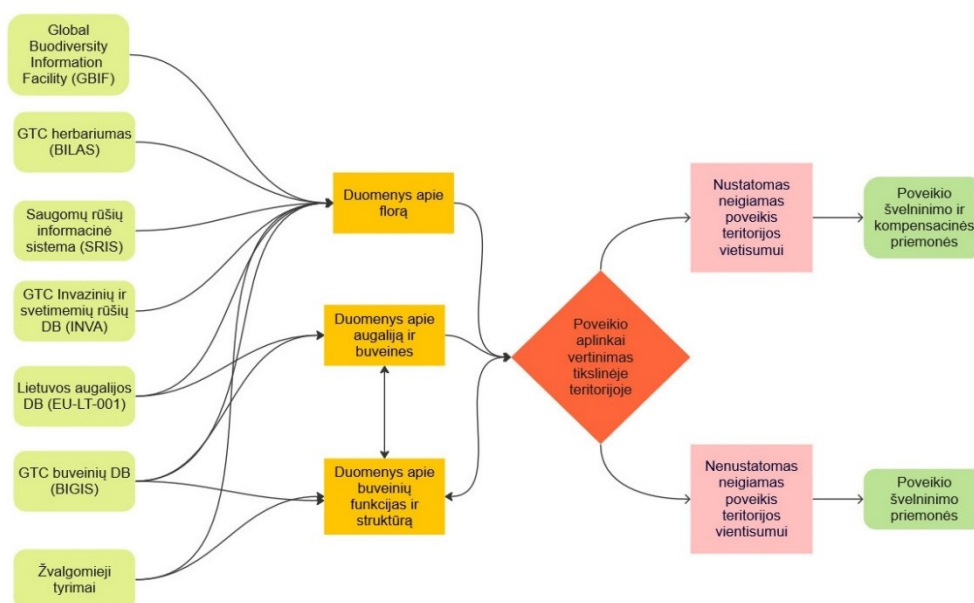 Global
Buodiversity
Information
Facility (GBIF)
GTC herbariumas
(BILAS)
Saugomų rūšių
informacinė
sistema (SRIS)
GTC Invazinių ir
svetimemių rūšių
DB (INVA)
Lietuvos augalijos
DB (EU-LT-001)
GTC buveinių DB
(BIGIS)
Žvalgomieji
tyrimai
Duomenys apie
florą
Duomenys apie
augaliją ir
buveines
Duomenys apie
buveinių
funkcijas ir
struktūrą
Poveikio
aplinkai
vertinimas
tikslinėje
teritorijoje
Nustatomas
neigiamas
poveikis
teritorijos
vietisumui
Nenustatomas
neigiamas
poveikis
teritorijos
vientisumui
Poveikio
švelninimo ir
kompensacinės
priemonės
Poveikio
švelninimo
priemonės